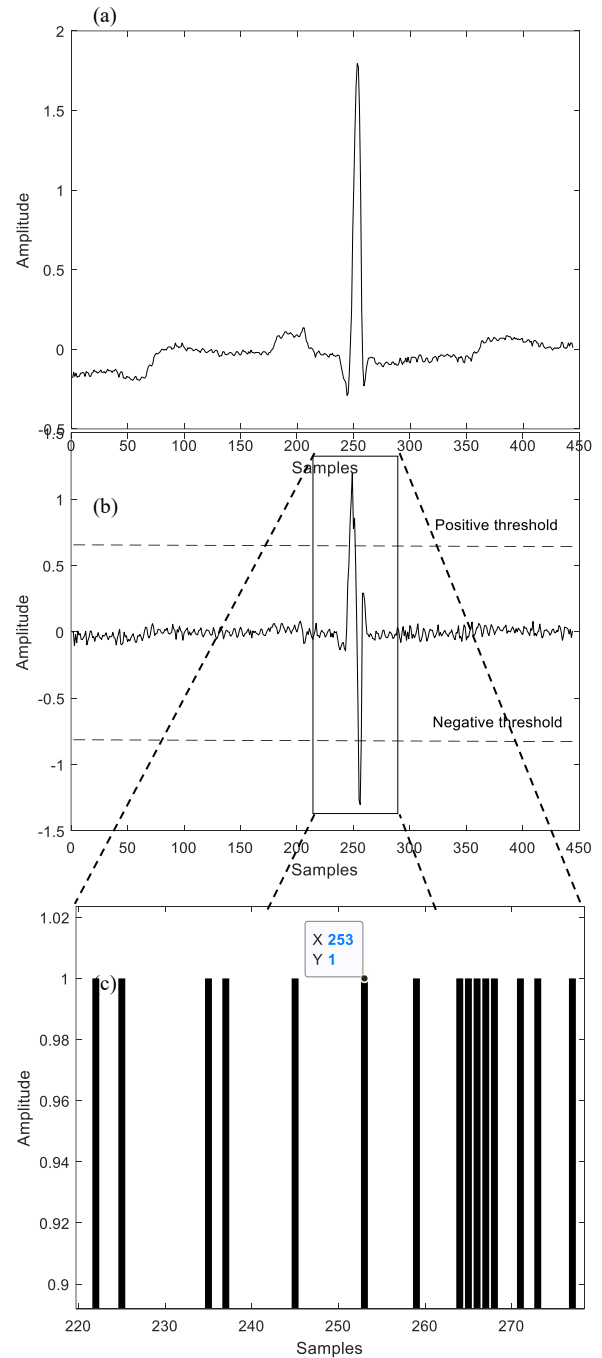 (a)
2
1.5
1
0.5
0
-0.5
Amplitude
0 50 100 150 200 250 300 350 400 450
Samples
1.5
(b)
1
0.5
0
-0.5
-1
-1.5
Amplitude
Positive threshold
Negative threshold
0 50 100 150 200 250 300 350 400 450
Samples
(c)
X 253
Y 1
1.02
1
0.98
0.96
0.94
0.92
0.9
Amplitude
220 230 240 250 260 270
Samples